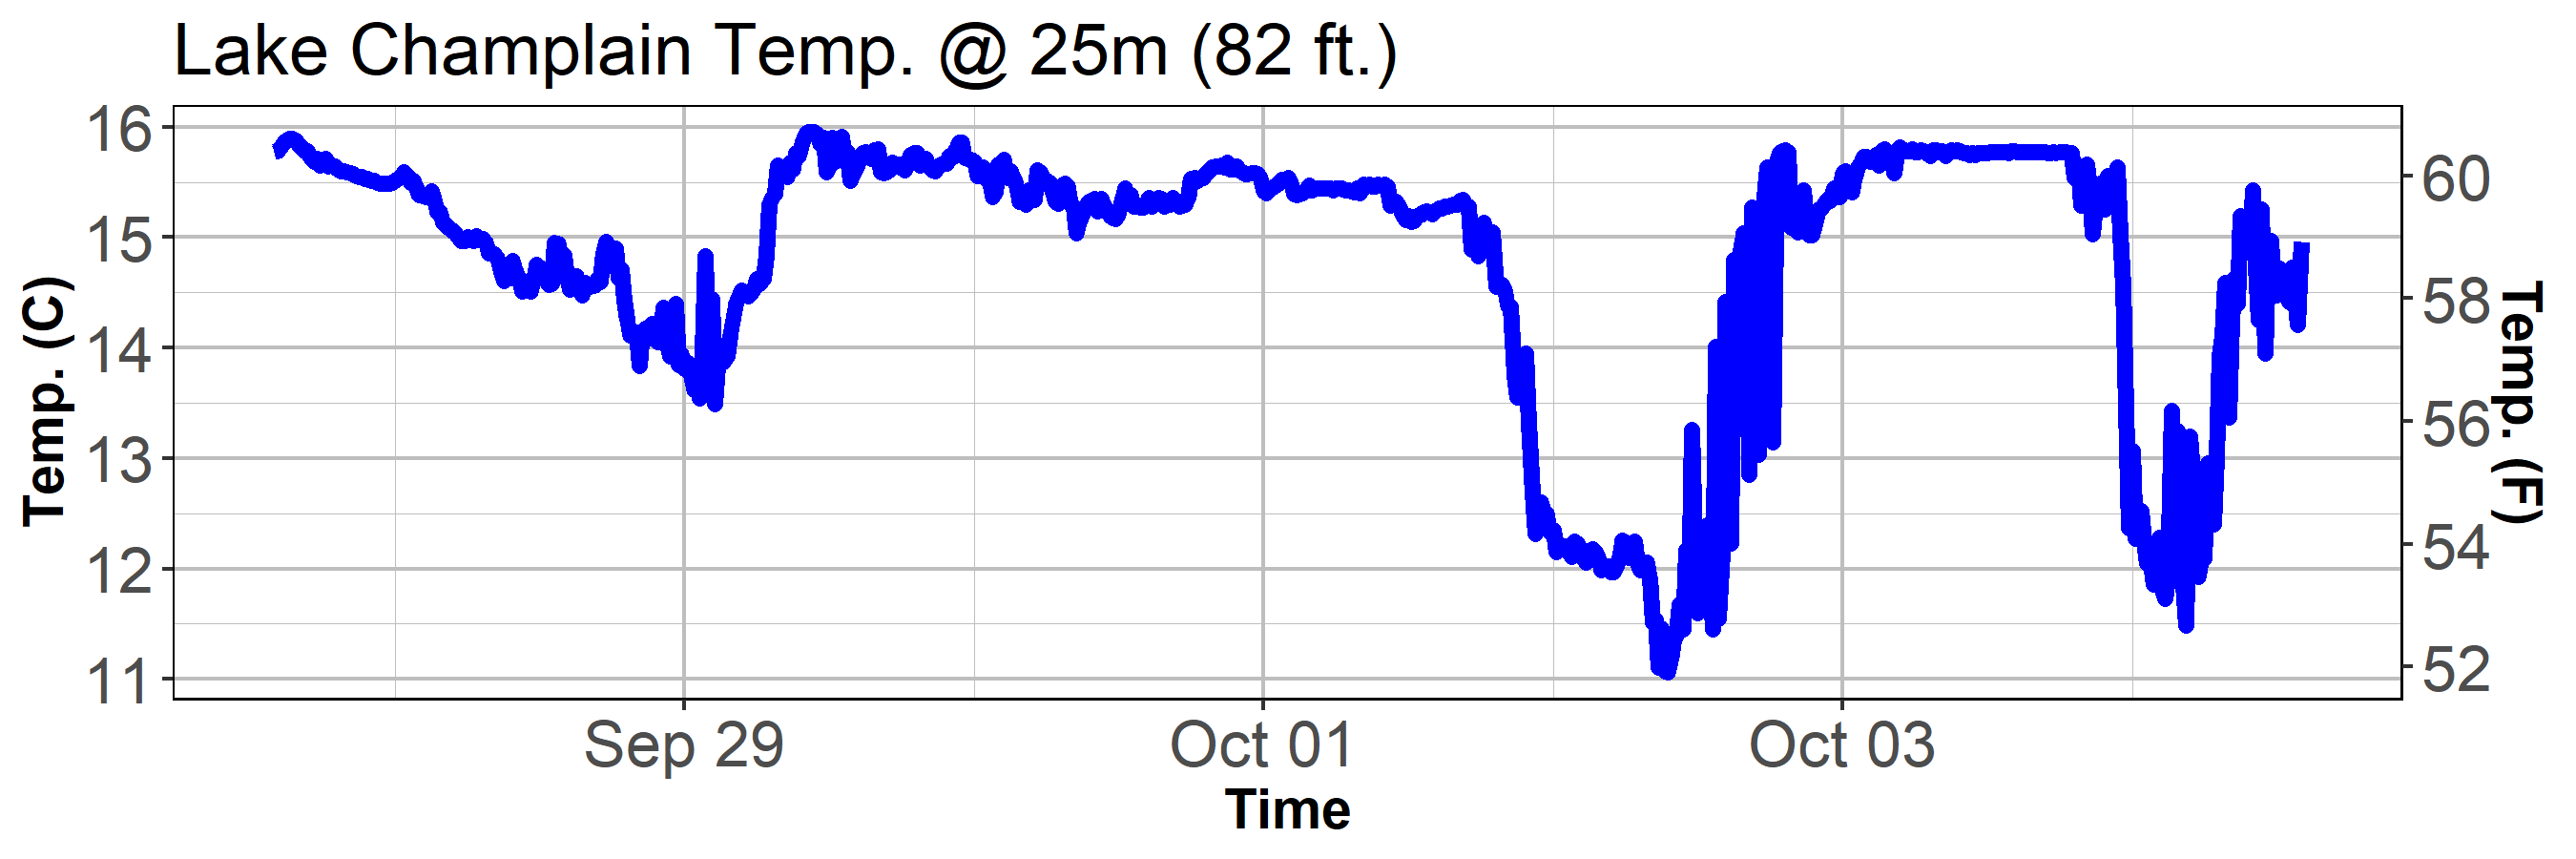 Lake Champlain Temp. @ 25m (82 ft.)
Temp. (C)
16
15
14
13
12
11
60
58
56
54
52
Temp. (F)
Sep 29
Oct 01
Oct 03
Time